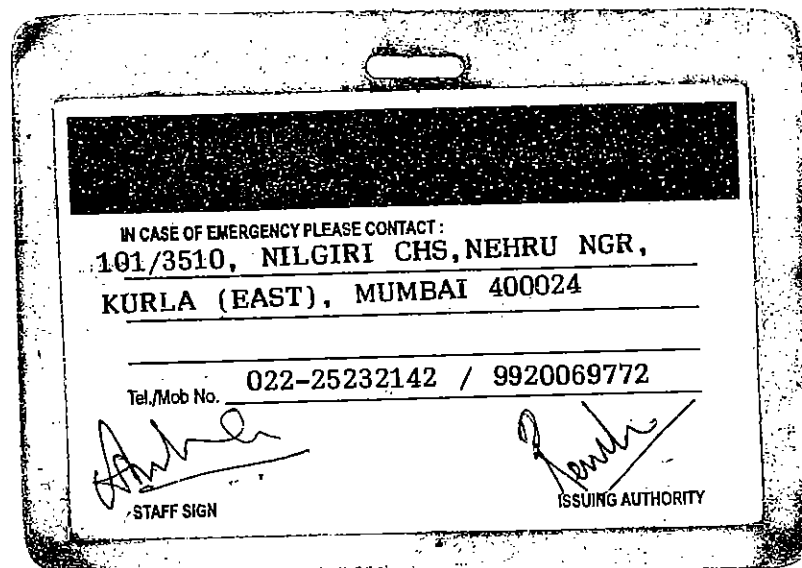 IN CASE OF EMERGENCY PLEASE CONTACT :
101/3510, NILGIRI CHS,NEHRU NGR,
KURLA (EAST), MUMBAI 400024
Tel./Mob No. 022-25232142 / 9920069772
STAFF SIGN
ISSUING AUTHORITY